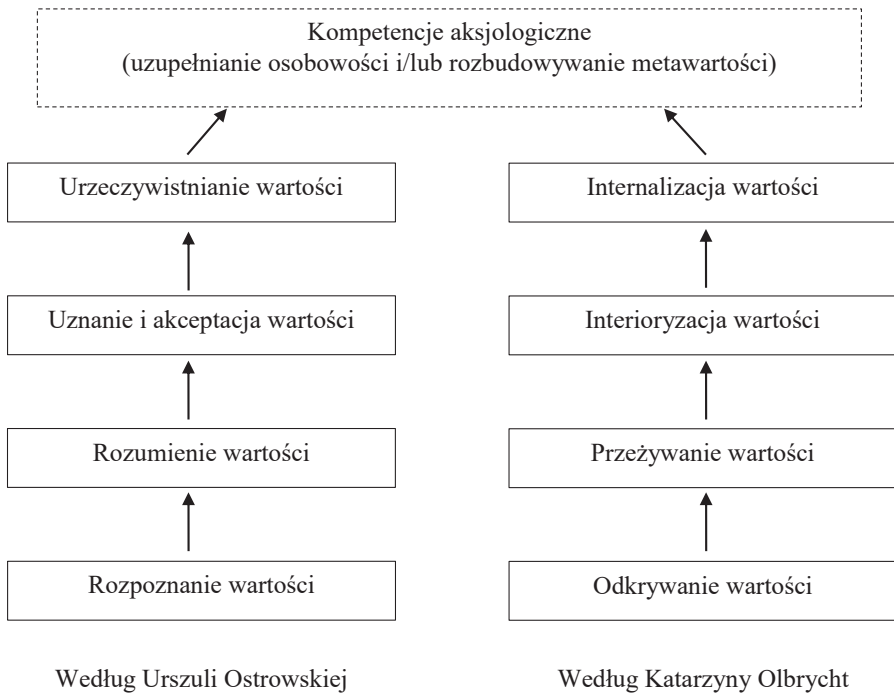 Kompetencje aksjologiczne
(uzupełnianie osobowości i/lub rozbudowywanie metawartości)
Urzeczywistnianie wartości
Internalizacja wartości
Uznanie i akceptacja wartości
Interioryzacja wartości
Rozumienie wartości
Przeżywanie wartości
Rozpoznanie wartości
Odkrywanie wartości
Według Urszuli Ostrowskiej
Według Katarzyny Olbrycht